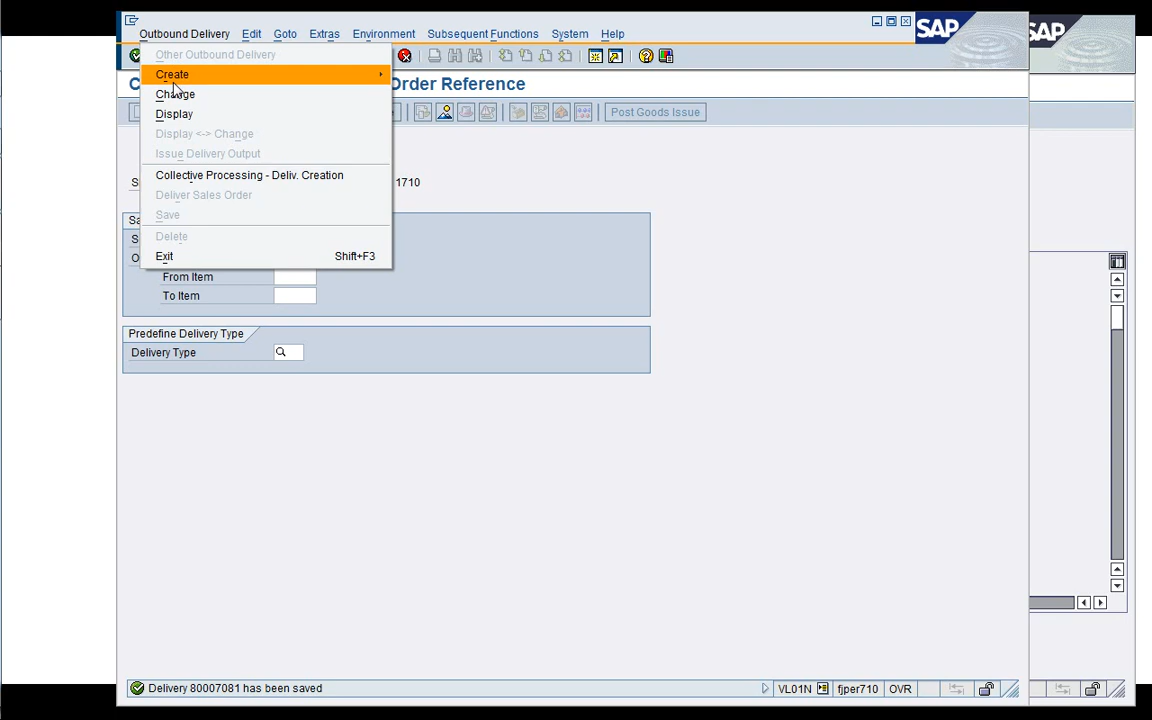 Outbound Delivery Edit Goto Extras Environment Subsequent Functions System Help
SAP
SAP
Other Outbound Delivery
Create
Order Reference
Change
Display
Post Goods Issue
Display <-> Change
Issue Delivery Output
Collective Processing - Deliv. Creation
1710
Deliver Sales Order
Save
Delete
Exit Shift+F3
From Item
To Item
Predefine Delivery Type
Delivery Type
Delivery 80007081 has been saved
VL01N fjper710 OVR